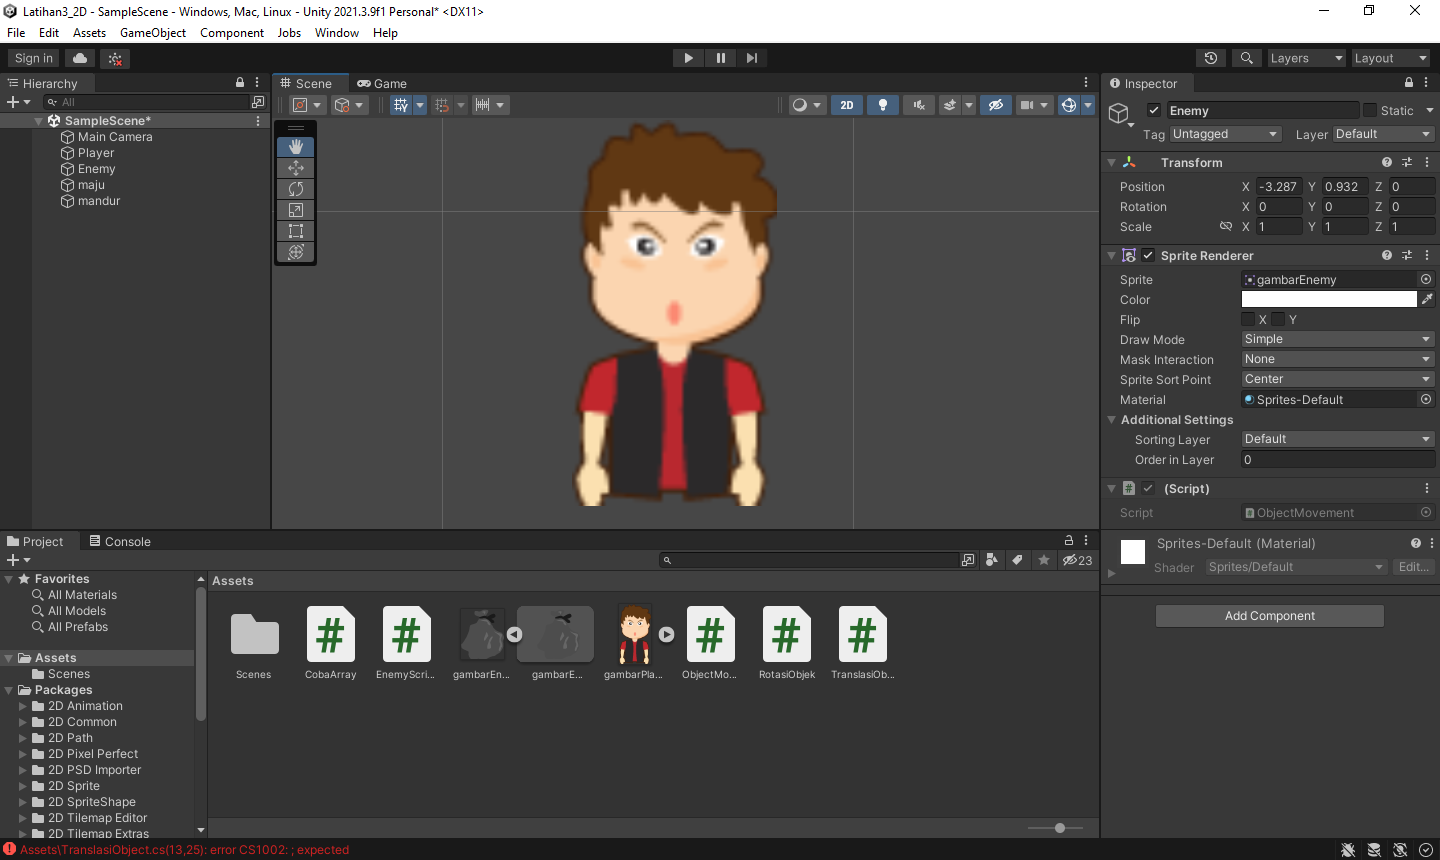 Latihan3_2D - SampleScene - Windows, Mac, Linux - Unity 2021.3.9f1 Personal* <DX11>
File Edit Assets GameObject Component Jobs Window Help
Sign in Layers Layout
Hierarchy
All
SampleScene*
Main Camera
Player
Enemy
maju
mandur
Scene Game
2D
Inspector
Enemy Static
Tag Untagged Layer Default
Transform
Position X -3.287 Y 0.932 Z 0
Rotation X 0 Y 0 Z 0
Scale X 1 Y 1 Z 1
Sprite Renderer
Sprite gambarEnemy
Color
Flip X Y
Draw Mode Simple
Mask Interaction None
Sprite Sort Point Center
Material Sprites-Default
Additional Settings
Sorting Layer Default
Order in Layer 0
# (Script)
Script # ObjectMovement
Sprites-Default (Material)
Shader Sprites/Default Edit...
Add Component
Project Console
23
Favorites
All Materials
All Models
All Prefabs
Assets
Scenes
Packages
2D Animation
2D Common
2D Path
2D Pixel Perfect
2D PSD Importer
2D Sprite
2D SpriteShape
2D Tilemap Editor
2D Tilemap Extras
Assets
# # # # #
Scenes CobaArray EnemyScri... gambarEn... gambarE... gambarPla... ObjectMo... RotasiObjek TranslasiOb...
Assets\TranslasiObject.cs(13,25): error CS1002: ; expected